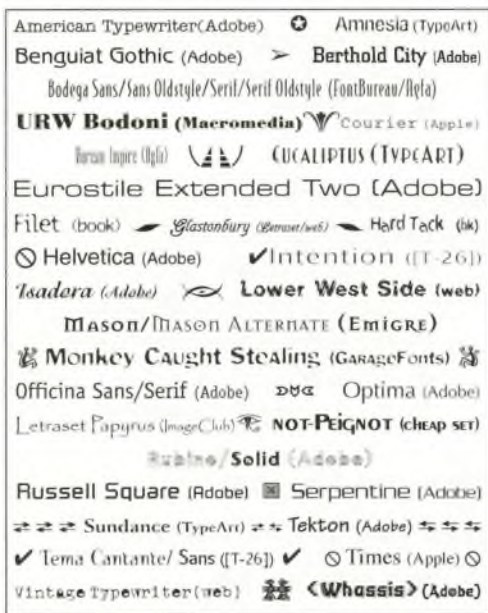 American Typewriter(Adobe) Amnesia (TypeArt)
Benguiat Gothic (Adobe) Berthold City (Adobe)
Bodega Sans/Sans Oldstyle/Serif/Serif Oldstyle (FontBureau/Agfa)
URW Bodoni (Macromedia) Courier (Apple)
Empire (Agfa) CUCALIPTUS (TYPEART)
Eurostile Extended Two (Adobe)
Filet (book) Glastonbury (Letraset/web) Hard Tack (bk)
Helvetica (Adobe) Intention ([T-26])
Isadora (Adobe) Lower West Side (web)
MASON/MASON ALTERNATE (EMIGRE)
Monkey Caught Stealing (GARAGEFONTS)
Officina Sans/Serif (Adobe) Optima (Adobe)
Letraset Papyrus (ImageClub) NOT-PEIGNOT (CHEAP SET)
Rubino/Solid (Adobe)
Russell Square (Adobe) Serpentine (Adobe)
Sundance (TypeArt) Tekton (Adobe)
Tema Cantante/ Sans ([T-26]) Times (Apple)
Vintage Typewriter(web) <Whassis> (Adobe)